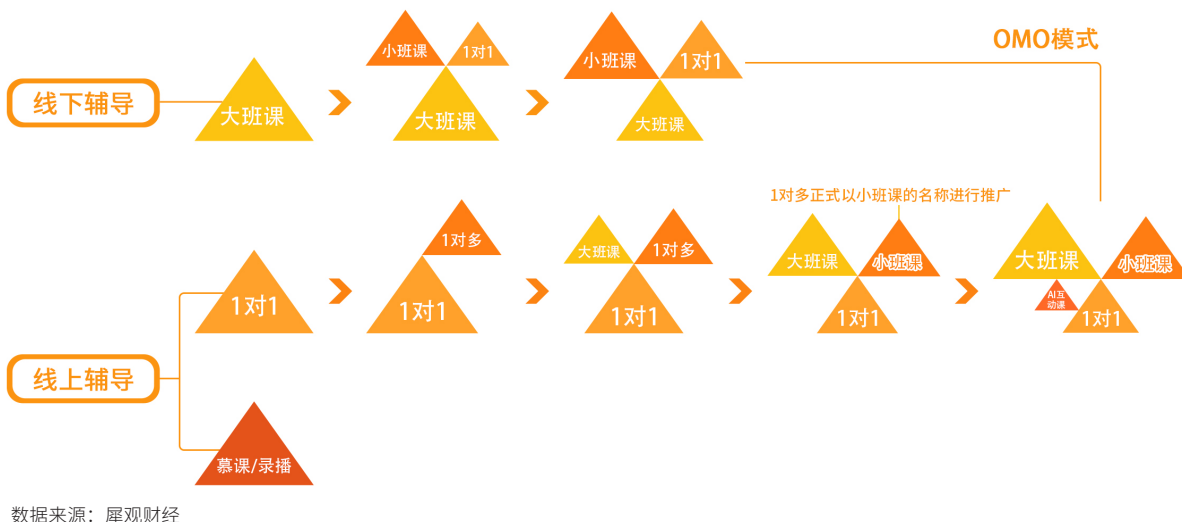 OMO模式
小班课
1对1
小班课
1对1
线下辅导
大班课
大班课
大班课
1对多正式以小班课的名称进行推广
1对多
大班课
1对多
大班课
小班课
大班课
小班课
1对1
1对1
1对1
1对1
AI互
动课
1对1
线上辅导
慕课/录播
数据来源：犀观财经